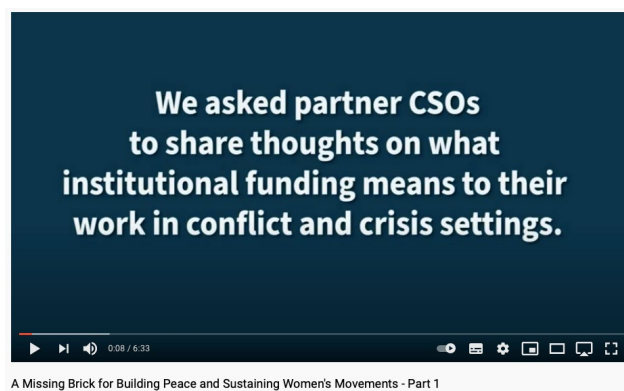 We asked partner CSOs
to share thoughts on what
institutional funding means to their
work in conflict and crisis settings.
0:08 / 6:33
A Missing Brick for Building Peace and Sustaining Women's Movements - Part 1